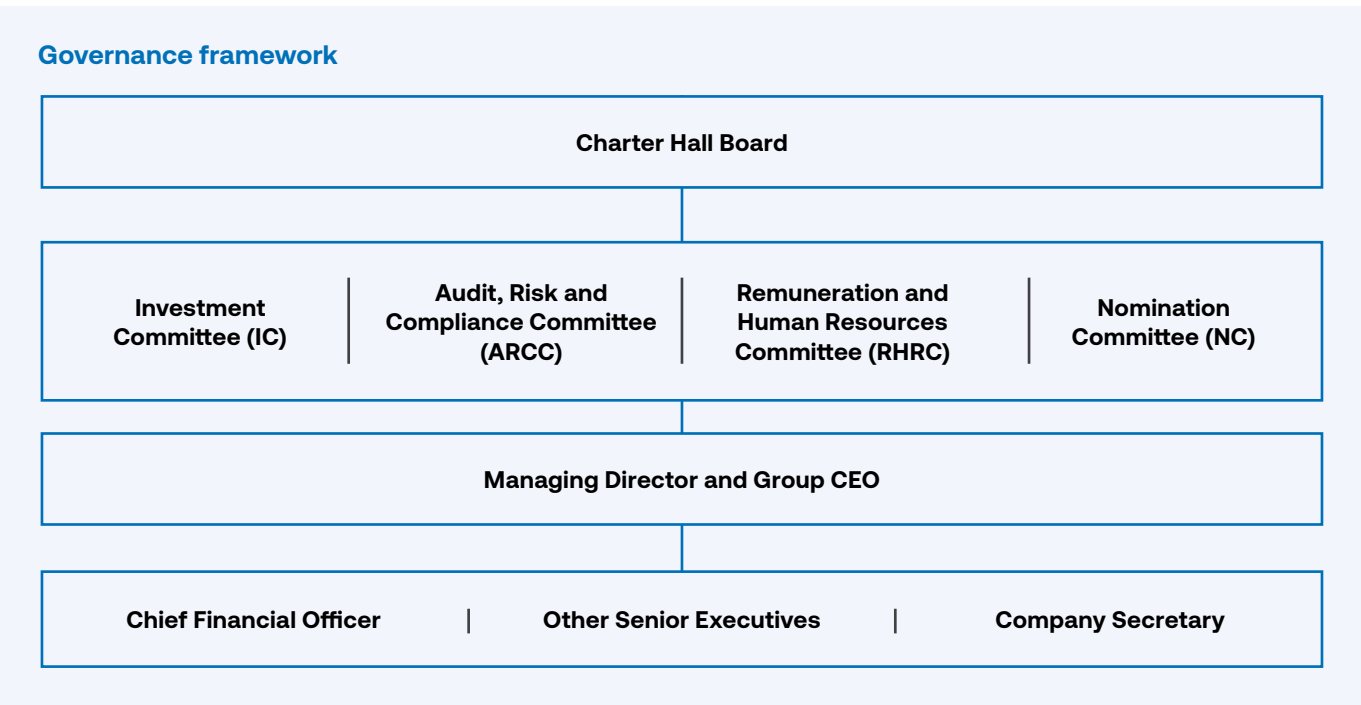 Governance framework
Charter Hall Board
Investment
Committee (IC)
Audit, Risk and
Compliance Committee
(ARCC)
Remuneration and
Human Resources
Committee (RHRC)
Nomination
Committee (NC)
Managing Director and Group CEO
Chief Financial Officer
Other Senior Executives
Company Secretary